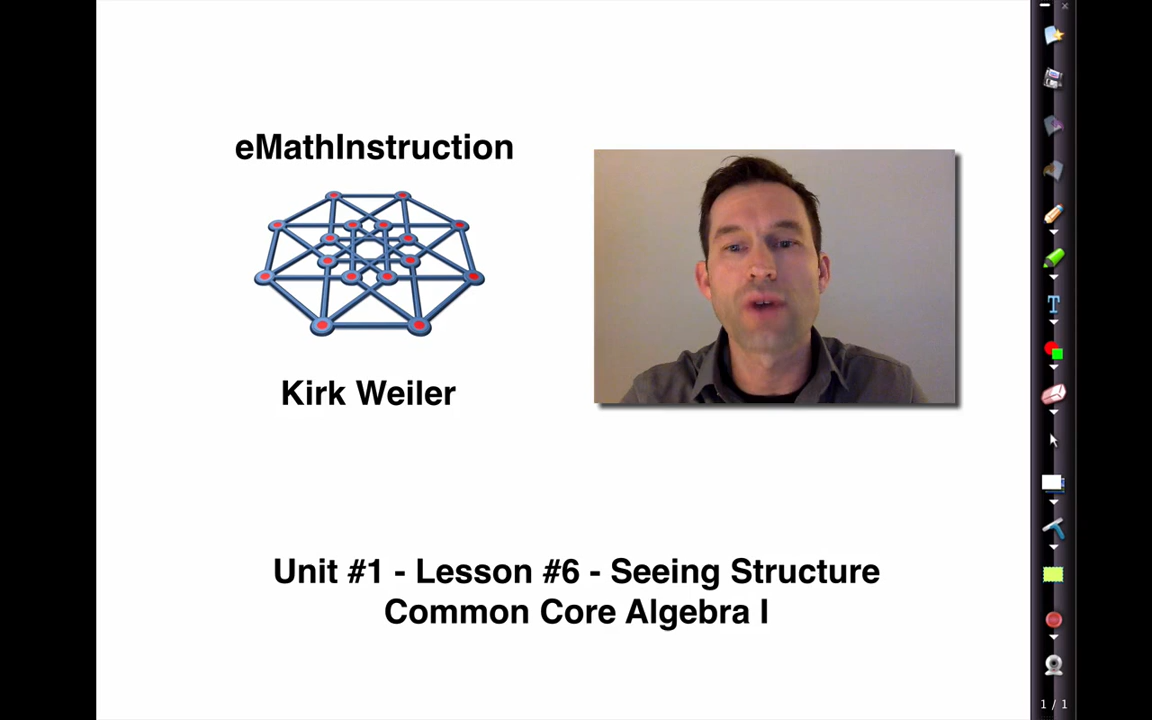 eMathInstruction
Kirk Weiler
Unit #1 - Lesson #6 - Seeing Structure
Common Core Algebra I
T
1 / 1